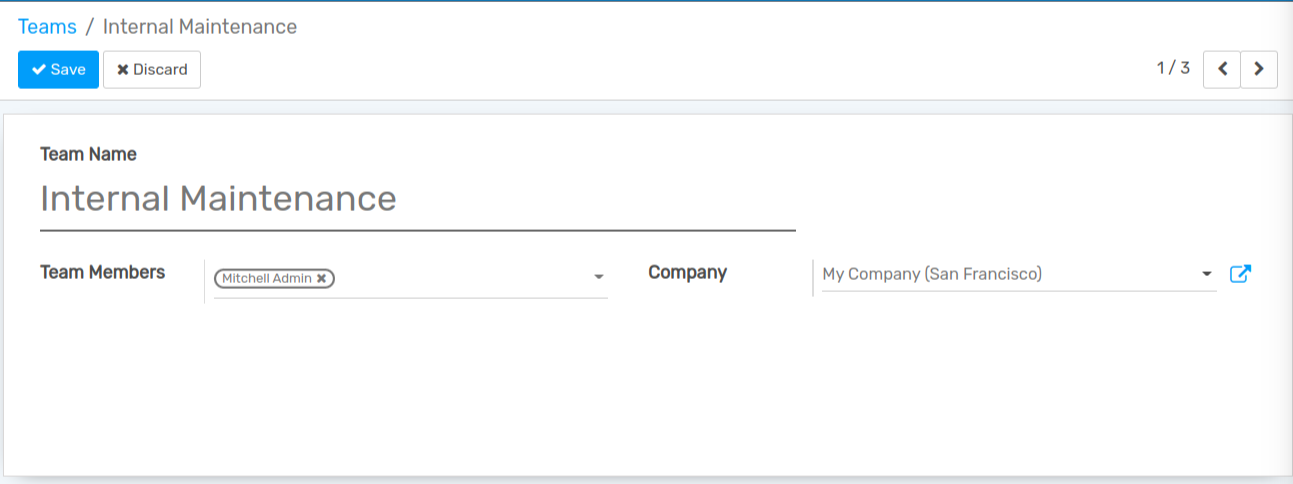 Teams / Internal Maintenance
Save Discard 1 / 3
Team Name
Internal Maintenance
Team Members Mitchell Admin Company My Company (San Francisco)